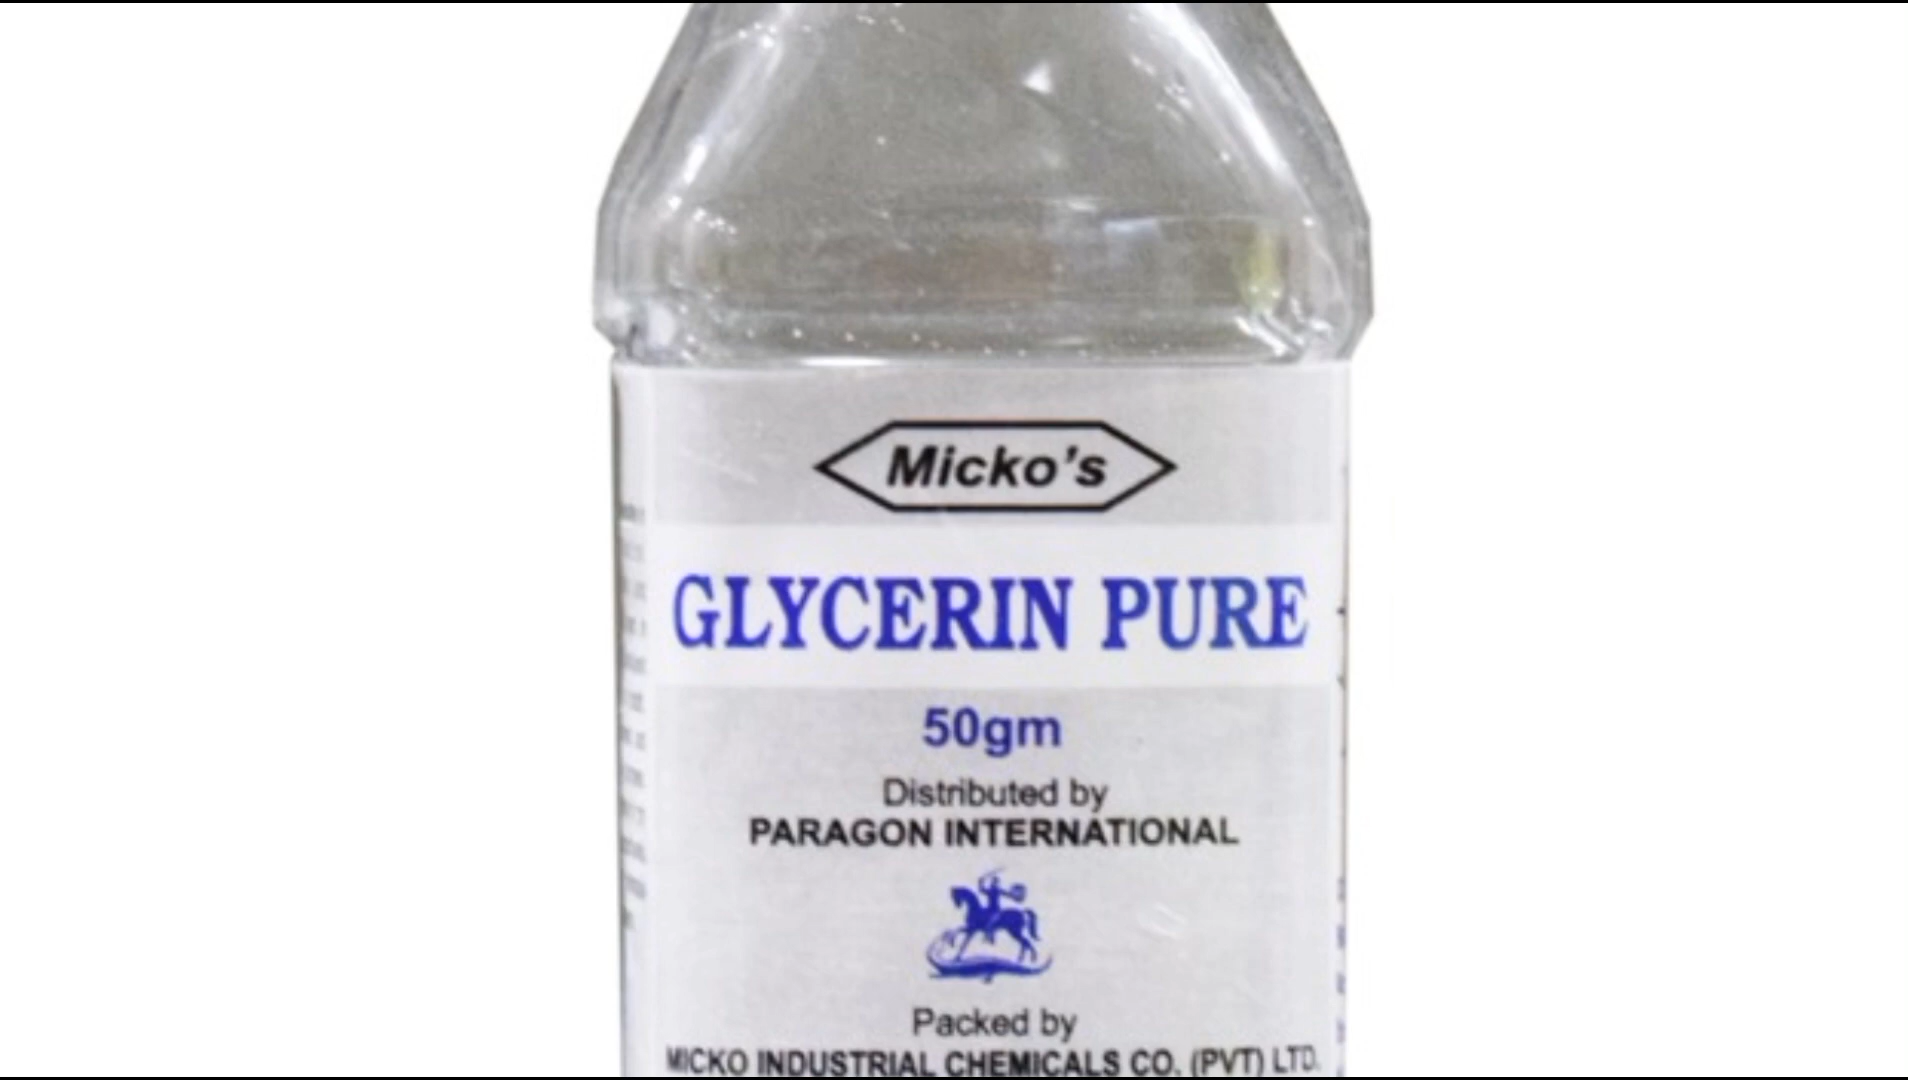 Micko's
GLYCERIN PURE
50gm
Distributed by
PARAGON INTERNATIONAL
Packed by
MICKO INDUSTRIAL CHEMICALS CO. (PVT) LTD.